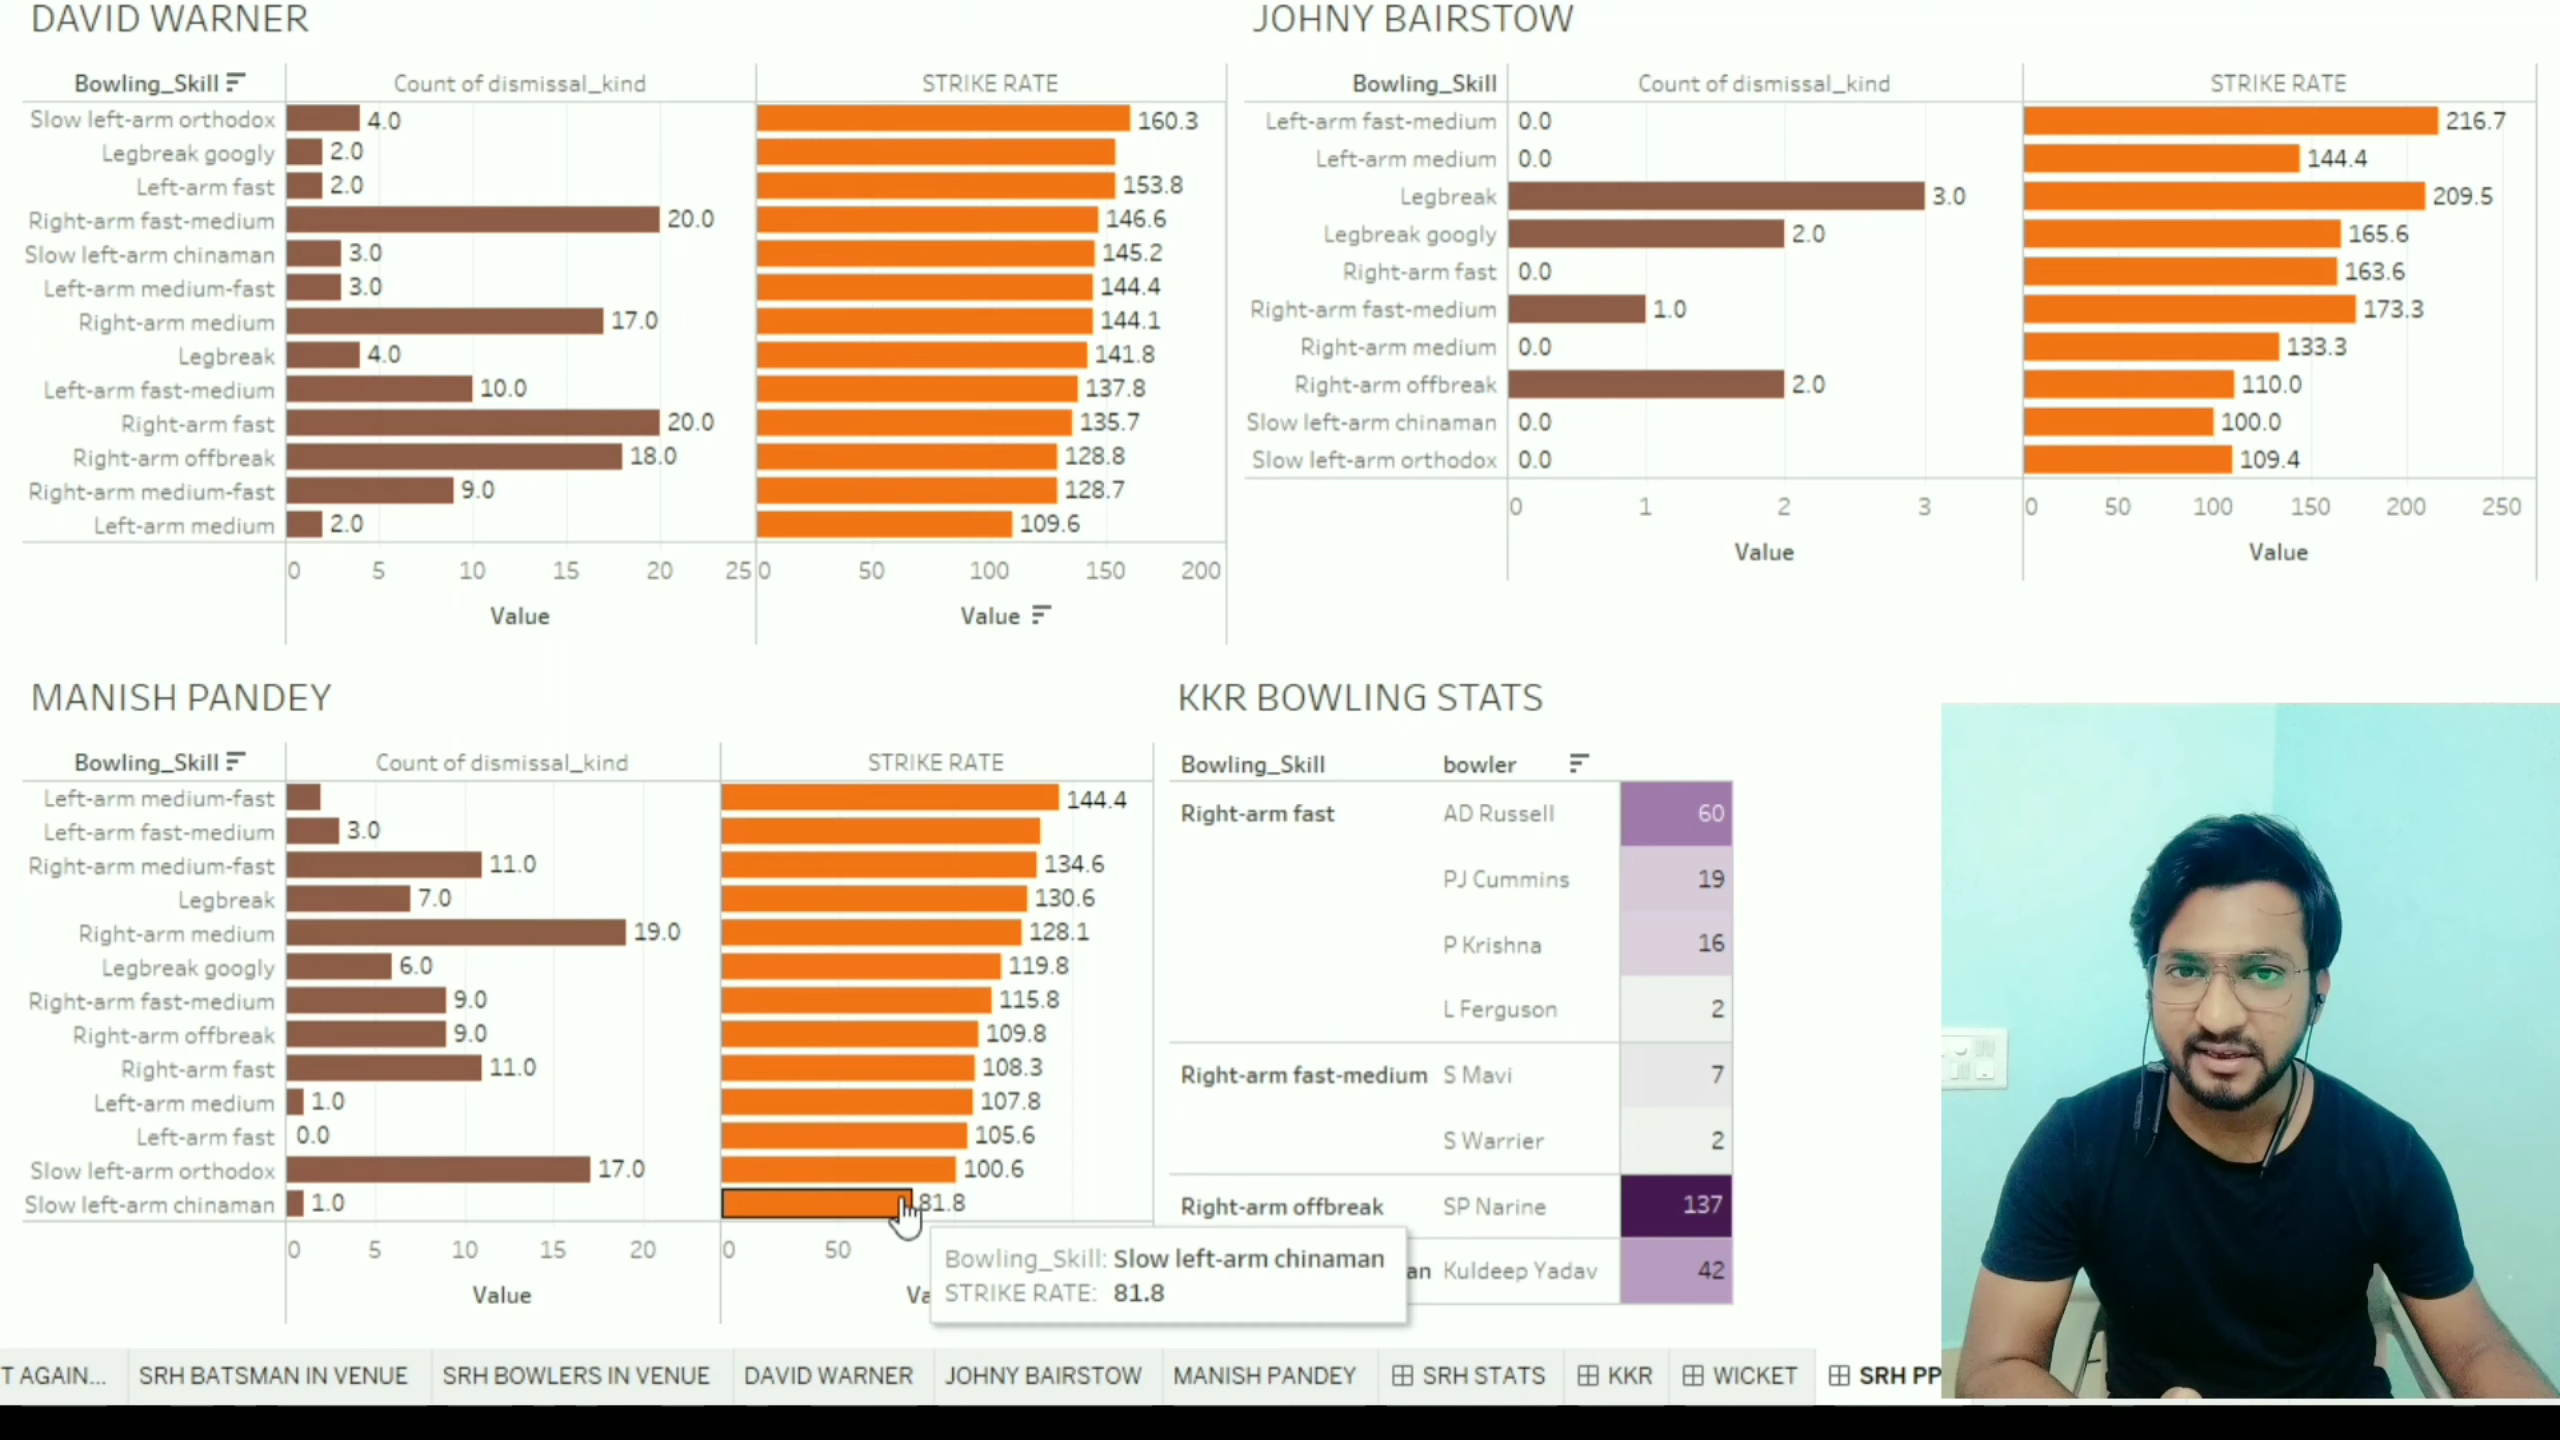 DAVID WARNER
Bowling_Skill Count of dismissal_kind STRIKE RATE
Slow left-arm orthodox 4.0 160.3
Legbreak googly 2.0
Left-arm fast 2.0 153.8
Right-arm fast-medium 20.0 146.6
Slow left-arm chinaman 3.0 145.2
Left-arm medium-fast 3.0 144.4
Right-arm medium 17.0 144.1
Legbreak 4.0 141.8
Left-arm fast-medium 10.0 137.8
Right-arm fast 20.0 135.7
Right-arm offbreak 18.0 128.8
Right-arm medium-fast 9.0 128.7
Left-arm medium 2.0 109.6
0 5 10 15 20 25 0 50 100 150 200
Value Value
JOHNY BAIRSTOW
Bowling_Skill Count of dismissal_kind STRIKE RATE
Left-arm fast-medium 0.0 216.7
Left-arm medium 0.0 144.4
Legbreak 3.0 209.5
Legbreak googly 2.0 165.6
Right-arm fast 0.0 163.6
Right-arm fast-medium 1.0 173.3
Right-arm medium 0.0 133.3
Right-arm offbreak 2.0 110.0
Slow left-arm chinaman 0.0 100.0
Slow left-arm orthodox 0.0 109.4
0 1 2 3 0 50 100 150 200 250
Value Value
MANISH PANDEY
Bowling_Skill Count of dismissal_kind STRIKE RATE
Left-arm medium-fast 144.4
Left-arm fast-medium 3.0
Right-arm medium-fast 11.0 134.6
Legbreak 7.0 130.6
Right-arm medium 19.0 128.1
Legbreak googly 6.0 119.8
Right-arm fast-medium 9.0 115.8
Right-arm offbreak 9.0 109.8
Right-arm fast 11.0 108.3
Left-arm medium 1.0 107.8
Left-arm fast 0.0 105.6
Slow left-arm orthodox 17.0 100.6
Slow left-arm chinaman 1.0 81.8
0 5 10 15 20 0 50
Value Va
Bowling_Skill: Slow left-arm chinaman
STRIKE RATE: 81.8
KKR BOWLING STATS
Bowling_Skill bowler
Right-arm fast AD Russell 60
PJ Cummins 19
P Krishna 16
L Ferguson 2
Right-arm fast-medium S Mavi 7
S Warrier 2
Right-arm offbreak SP Narine 137
an Kuldeep Yadav 42
T AGAIN... SRH BATSMAN IN VENUE SRH BOWLERS IN VENUE DAVID WARNER JOHNY BAIRSTOW MANISH PANDEY SRH STATS KKR WICKET SRH PP